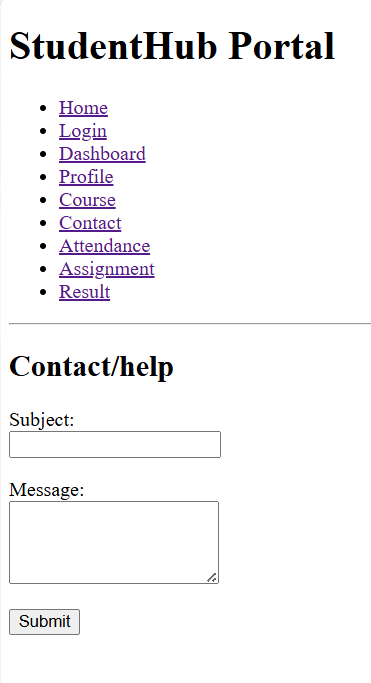 StudentHub Portal
Home
Login
Dashboard
Profile
Course
Contact
Attendance
Assignment
Result
Contact/help
Subject:
Message:
Submit